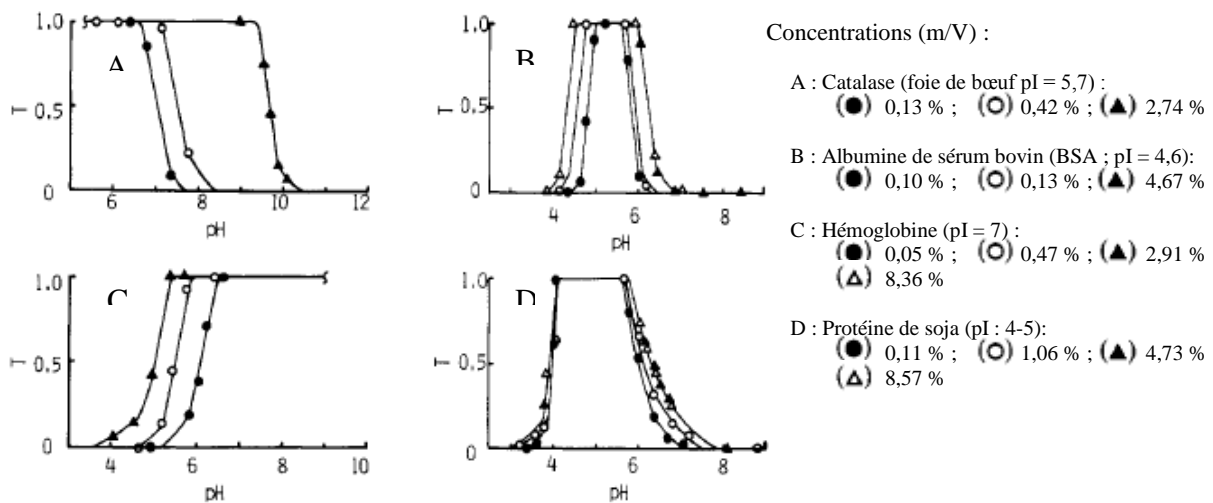 1.0
A
T
0.5
0
6 8 10 12
pH
1.0
B
T
0.5
0
4 6 8
pH
1.0
C
T
0.5
0
4 6 8 10
pH
1.0
D
T
0.5
0
4 6 8
pH
Concentrations (m/V) :
A : Catalase (foie de bœuf pI = 5,7) :
(●) 0,13 % ; (○) 0,42 % ; (▲) 2,74 %
B : Albumine de sérum bovin (BSA ; pI = 4,6):
(●) 0,10 % ; (○) 0,13 % ; (▲) 4,67 %
C : Hémoglobine (pI = 7) :
(●) 0,05 % ; (○) 0,47 % ; (▲) 2,91 %
(△) 8,36 %
D : Protéine de soja (pI : 4-5):
(●) 0,11 % ; (○) 1,06 % ; (▲) 4,73 %
(△) 8,57 %